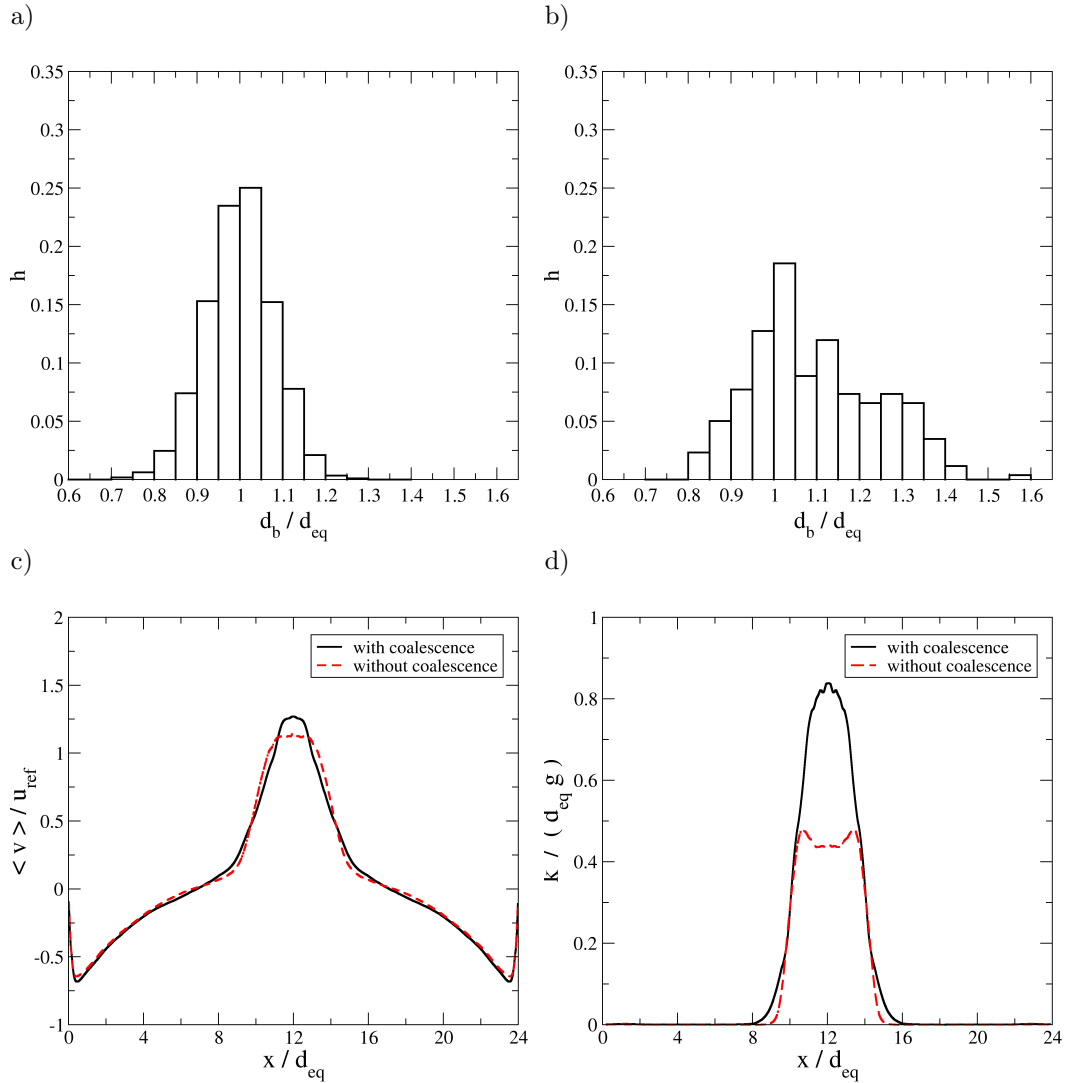 a)
0.35
0.3
0.25
0.2
0.15
0.1
0.05
0
h
0.6 0.7 0.8 0.9 1 1.1 1.2 1.3 1.4 1.5 1.6
d_b / d_eq
b)
0.35
0.3
0.25
0.2
0.15
0.1
0.05
0
h
0.6 0.7 0.8 0.9 1 1.1 1.2 1.3 1.4 1.5 1.6
d_b / d_eq
c)
2
1.5
1
0.5
0
-0.5
-1
< v > / u_ref
with coalescence
without coalescence
0 4 8 12 16 20 24
x / d_eq
d)
1
0.8
0.6
0.4
0.2
0
k / ( d_eq g )
with coalescence
without coalescence
0 4 8 12 16 20 24
x / d_eq